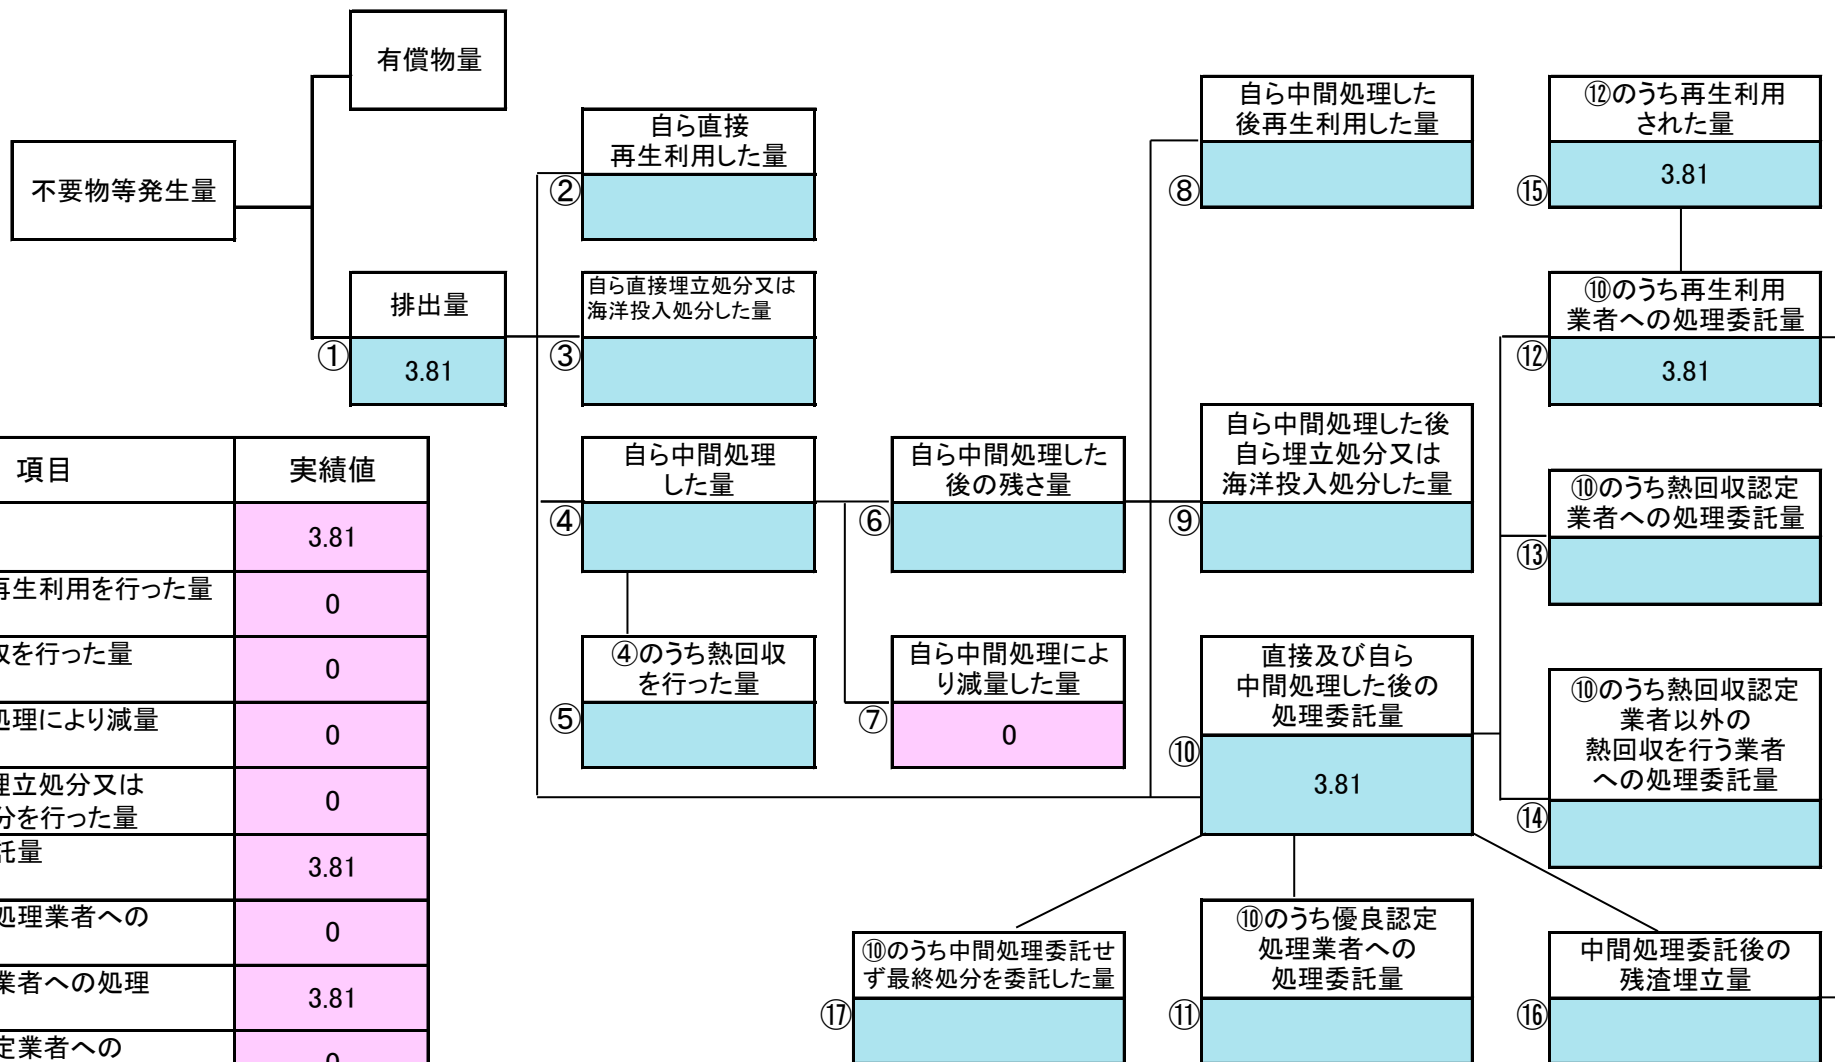 有償物量
不要物等発生量
排出量
①
3.81
自ら直接
再生利用した量
②
自ら直接埋立処分又は
海洋投入処分した量
③
自ら中間処理
した量
④
④のうち熱回収
を行った量
⑤
自ら中間処理した
後の残さ量
⑥
自ら中間処理によ
り減量した量
⑦
0
自ら中間処理した
後再生利用した量
⑧
自ら中間処理した後
自ら埋立処分又は
海洋投入処分した量
⑨
直接及び自ら
中間処理した後の
処理委託量
⑩
3.81
⑩のうち優良認定
処理業者への
処理委託量
⑪
⑫のうち再生利用
された量
⑮
3.81
⑩のうち再生利用
業者への処理委託量
⑫
3.81
⑩のうち熱回収認定
業者への処理委託量
⑬
⑩のうち熱回収認定
業者以外の
熱回収を行う業者
への処理委託量
⑭
中間処理委託後の
残渣埋立量
⑯
⑩のうち中間処理委託せ
ず最終処分を委託した量
⑰
項目 実績値
3.81
再生利用を行った量
0
を行った量
0
処理により減量
0
埋立処分又は
分を行った量
0
託量
3.81
処理業者への
0
業者への処理
3.81
定業者への
0